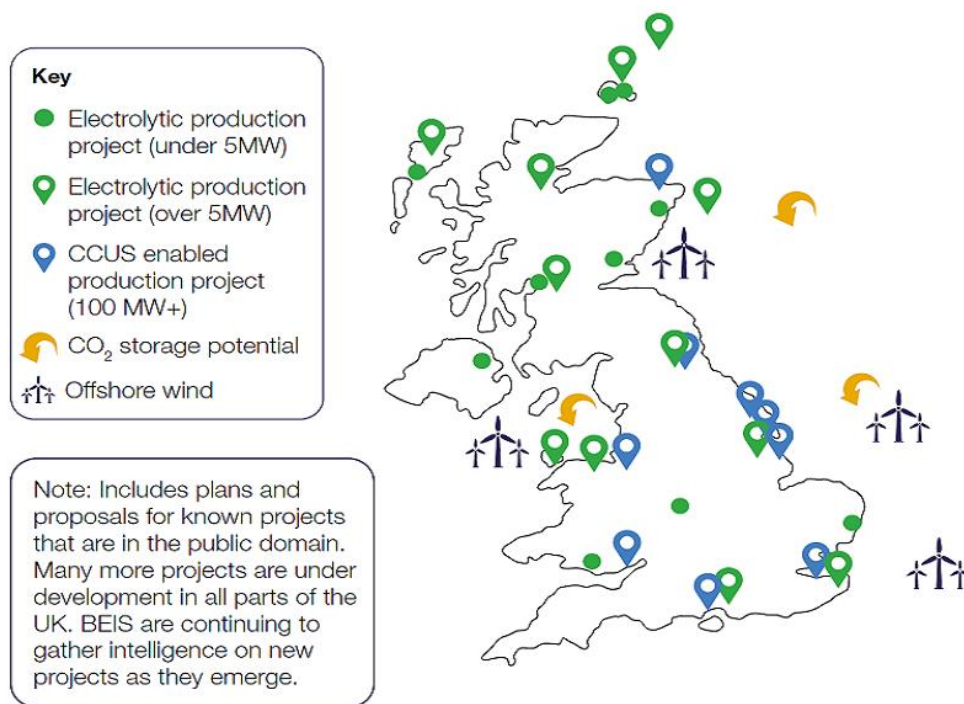 Key
Electrolytic production
project (under 5MW)
Electrolytic production
project (over 5MW)
CCUS enabled
production project
(100 MW+)
CO₂ storage potential
Offshore wind
Note: Includes plans and
proposals for known projects
that are in the public domain.
Many more projects are under
development in all parts of the
UK. BEIS are continuing to
gather intelligence on new
projects as they emerge.